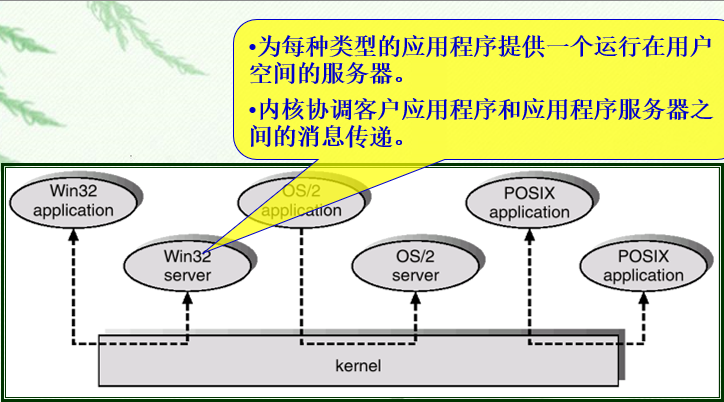 •为每种类型的应用程序提供一个运行在用户
空间的服务器。
•内核协调客户应用程序和应用程序服务器之
间的消息传递。
Win32
application
OS/2
application
POSIX
application
Win32
server
OS/2
server
POSIX
application
kernel